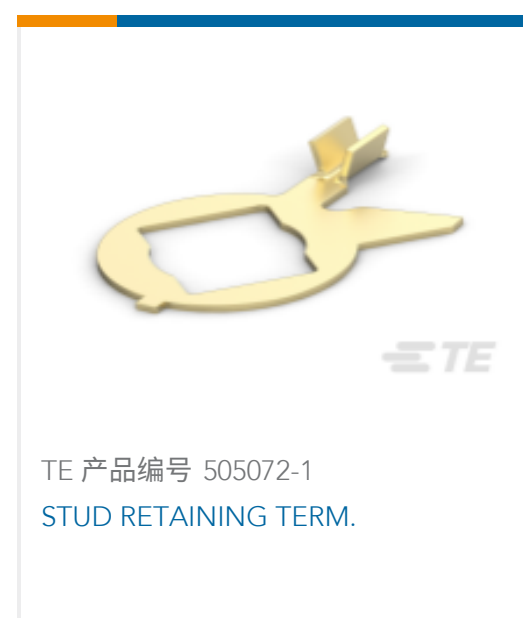 TE
TE 产品编号 505072-1
STUD RETAINING TERM.